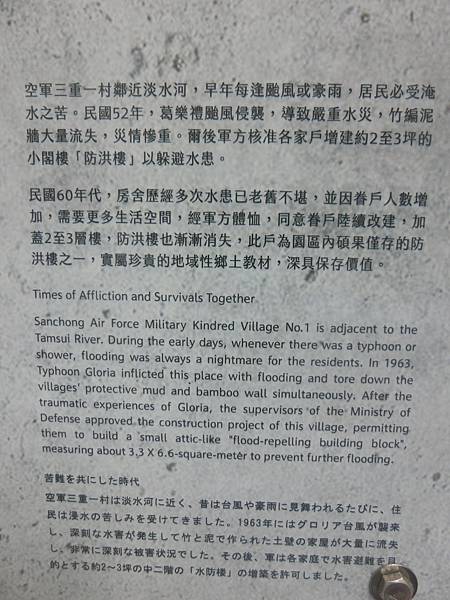 空軍三重一村鄰近淡水河，早年每逢颱風或豪雨，居民必受淹
水之苦。民國52年，葛樂禮颱風侵襲，導致嚴重水災，竹編泥
牆大量流失，災情慘重。爾後軍方核准各家戶增建約2至3坪的
小閣樓「防洪樓」以躲避水患。
民國60年代，房舍歷經多次水患已老舊不堪，並因眷戶人數增
加，需要更多生活空間，經軍方體恤，同意眷戶陸續改建，加
蓋2至3層樓，防洪樓也漸漸消失，此戶為園區內碩果僅存的防
洪樓之一，實屬珍貴的地域性鄉土教材，深具保存價值。
Times of Affliction and Survivals Together
Sanchong Air Force Military Kindred Village No.1 is adjacent to the
Tamsui River. During the early days, whenever there was a typhoon or
shower, flooding was always a nightmare for the residents. In 1963,
Typhoon Gloria inflicted this place with flooding and tore down the
villages' protective mud and bamboo wall simultaneously. After the
traumatic experiences of Gloria, the supervisors of the Ministry of
Defense approved the construction project of this village, permitting
them to build a small attic-like "flood-repelling building block",
measuring about 3.3 X 6.6-square-meter to prevent further flooding.
苦難を共にした時代
空軍三重一村は淡水河に近く、昔は台風や豪雨に見舞われるたびに、住
民は浸水の苦しみを受けてきました。1963年にはグロリア台風が襲来
し、深刻な水害が発生して竹と泥で作られた土壁の家屋が大量に流失
し、非常に深刻な被害状況でした。その後、軍は各家庭で水害避難を目
的とする約2～3坪の中二階の「水防楼」の増築を許可しました。